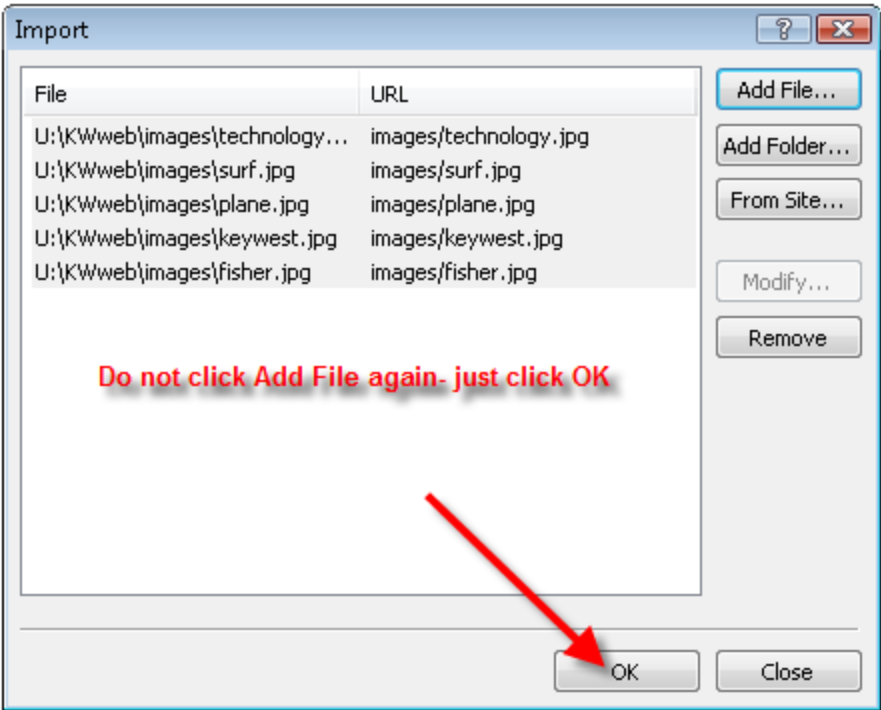 Import
File URL
U:\KWweb\images\technology... images/technology.jpg
U:\KWweb\images\surf.jpg images/surf.jpg
U:\KWweb\images\plane.jpg images/plane.jpg
U:\KWweb\images\keywest.jpg images/keywest.jpg
U:\KWweb\images\fisher.jpg images/fisher.jpg
Add File...
Add Folder...
From Site...
Modify...
Remove
Do not click Add File again- just click OK
OK Close